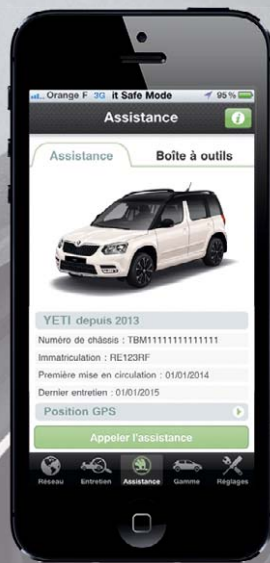 Orange F 3G it Safe Mode 95 %
Assistance
Assistance Boîte à outils
YETI depuis 2013
Numéro de châssis : TBM11111111111111
Immatriculation : RE123RF
Première mise en circulation : 01/01/2014
Dernier entretien : 01/01/2015
Position GPS
Appeler l'assistance
Réseau Entretien Assistance Gamme Réglages